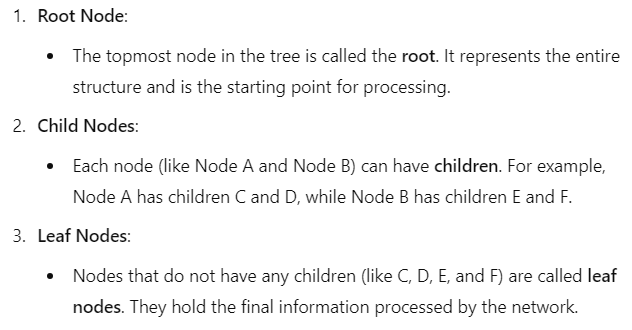 1. Root Node:
• The topmost node in the tree is called the root. It represents the entire
structure and is the starting point for processing.
2. Child Nodes:
• Each node (like Node A and Node B) can have children. For example,
Node A has children C and D, while Node B has children E and F.
3. Leaf Nodes:
• Nodes that do not have any children (like C, D, E, and F) are called leaf
nodes. They hold the final information processed by the network.